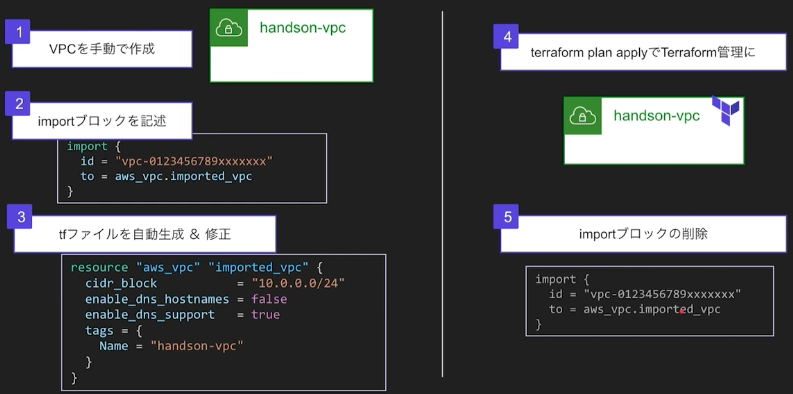 1
VPCを手動で作成
handson-vpc
2
importブロックを記述
import {
  id = "vpc-0123456789xxxxxxx"
  to = aws_vpc.imported_vpc
}
3
tfファイルを自動生成 & 修正
resource "aws_vpc" "imported_vpc" {
  cidr_block           = "10.0.0.0/24"
  enable_dns_hostnames = false
  enable_dns_support   = true
  tags = {
    Name = "handson-vpc"
  }
}
4
terraform plan applyでTerraform管理に
handson-vpc
5
importブロックの削除
import {
  id = "vpc-0123456789xxxxxxx"
  to = aws_vpc.imported_vpc
}